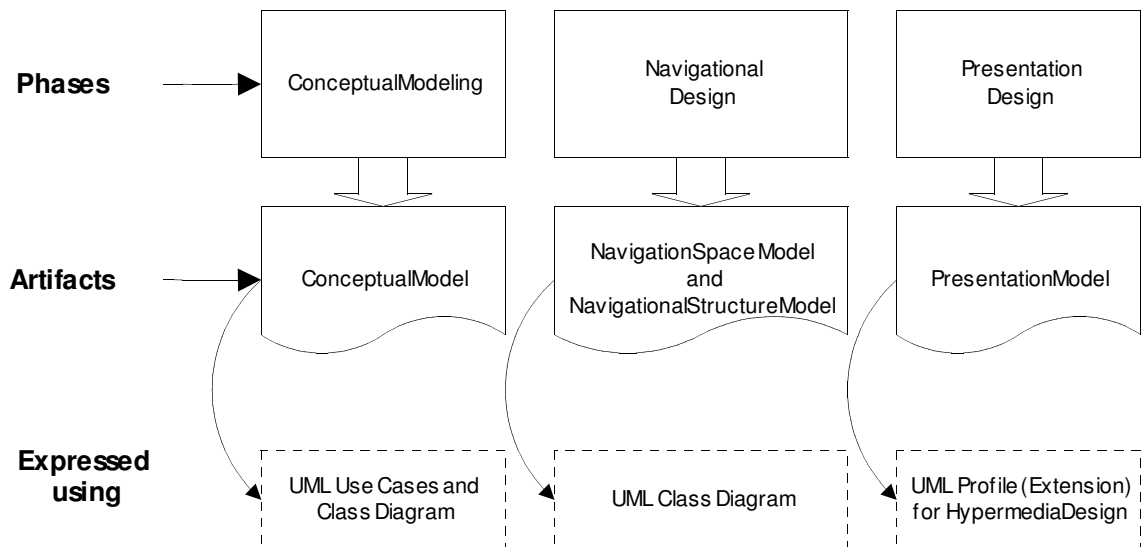 Phases
ConceptualModeling
Navigational
Design
Presentation
Design
Artifacts
ConceptualModel
NavigationSpace Model
and
NavigationalStructureModel
PresentationModel
Expressed
using
UML Use Cases and
Class Diagram
UML Class Diagram
UML Profile (Extension)
for HypermediaDesign